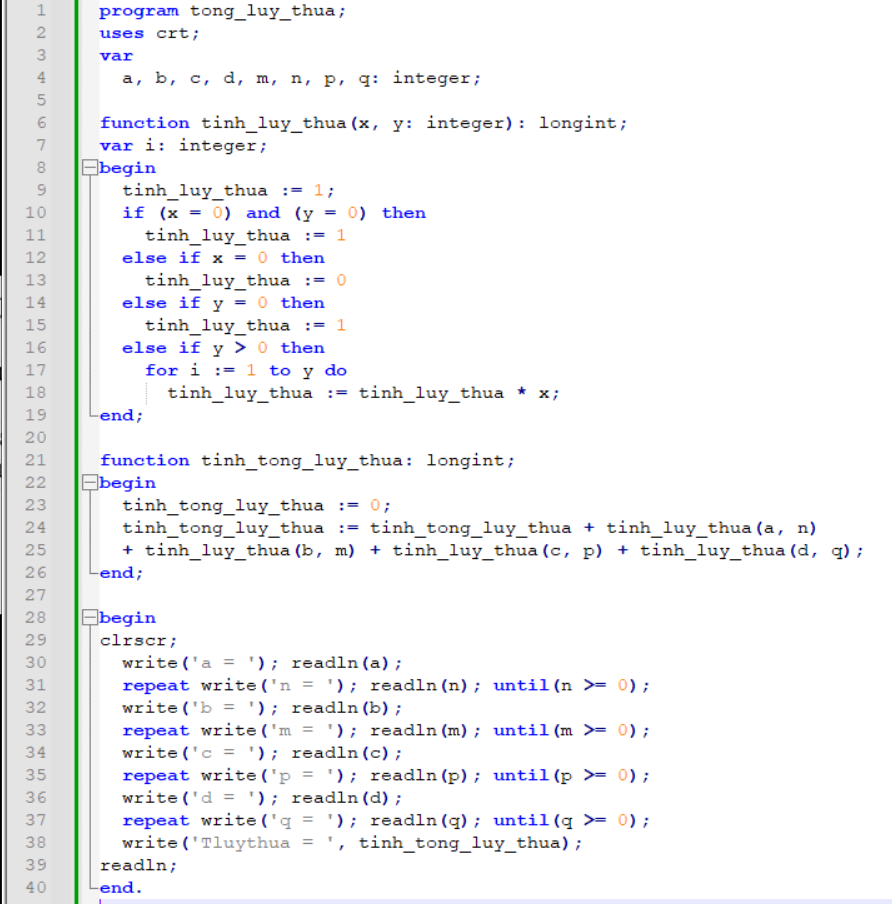 1 program tong_luy_thua;
2 uses crt;
3 var
4   a, b, c, d, m, n, p, q: integer;
5
6 function tinh_luy_thua(x, y: integer): longint;
7 var i: integer;
8 begin
9   tinh_luy_thua := 1;
10   if (x = 0) and (y = 0) then
11     tinh_luy_thua := 1
12   else if x = 0 then
13     tinh_luy_thua := 0
14   else if y = 0 then
15     tinh_luy_thua := 1
16   else if y > 0 then
17     for i := 1 to y do
18       tinh_luy_thua := tinh_luy_thua * x;
19 end;
20
21 function tinh_tong_luy_thua: longint;
22 begin
23   tinh_tong_luy_thua := 0;
24   tinh_tong_luy_thua := tinh_tong_luy_thua + tinh_luy_thua(a, n)
25   + tinh_luy_thua(b, m) + tinh_luy_thua(c, p) + tinh_luy_thua(d, q);
26 end;
27
28 begin
29 clrscr;
30   write('a = '); readln(a);
31   repeat write('n = '); readln(n); until(n >= 0);
32   write('b = '); readln(b);
33   repeat write('m = '); readln(m); until(m >= 0);
34   write('c = '); readln(c);
35   repeat write('p = '); readln(p); until(p >= 0);
36   write('d = '); readln(d);
37   repeat write('q = '); readln(q); until(q >= 0);
38   write('Tluythua = ', tinh_tong_luy_thua);
39 readln;
40 end.